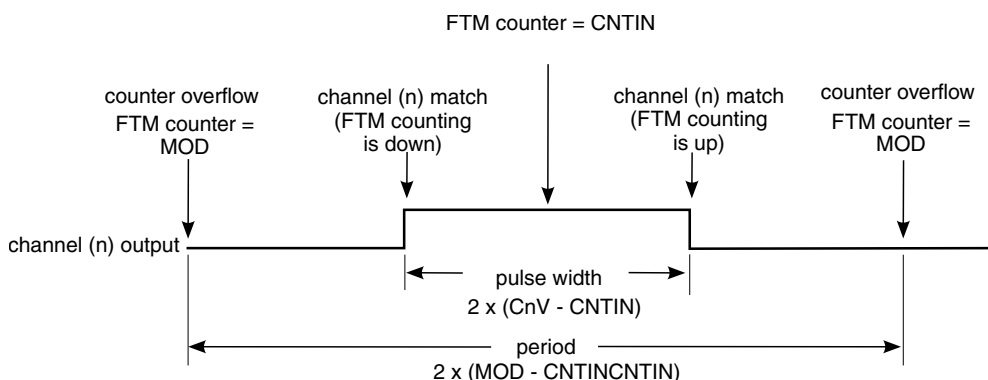 FTM counter = CNTIN
counter overflow
FTM counter =
MOD
channel (n) match
(FTM counting
is down)
channel (n) match
(FTM counting
is up)
counter overflow
FTM counter =
MOD
channel (n) output
pulse width
2 x (CnV - CNTIN)
period
2 x (MOD - CNTINCNTIN)